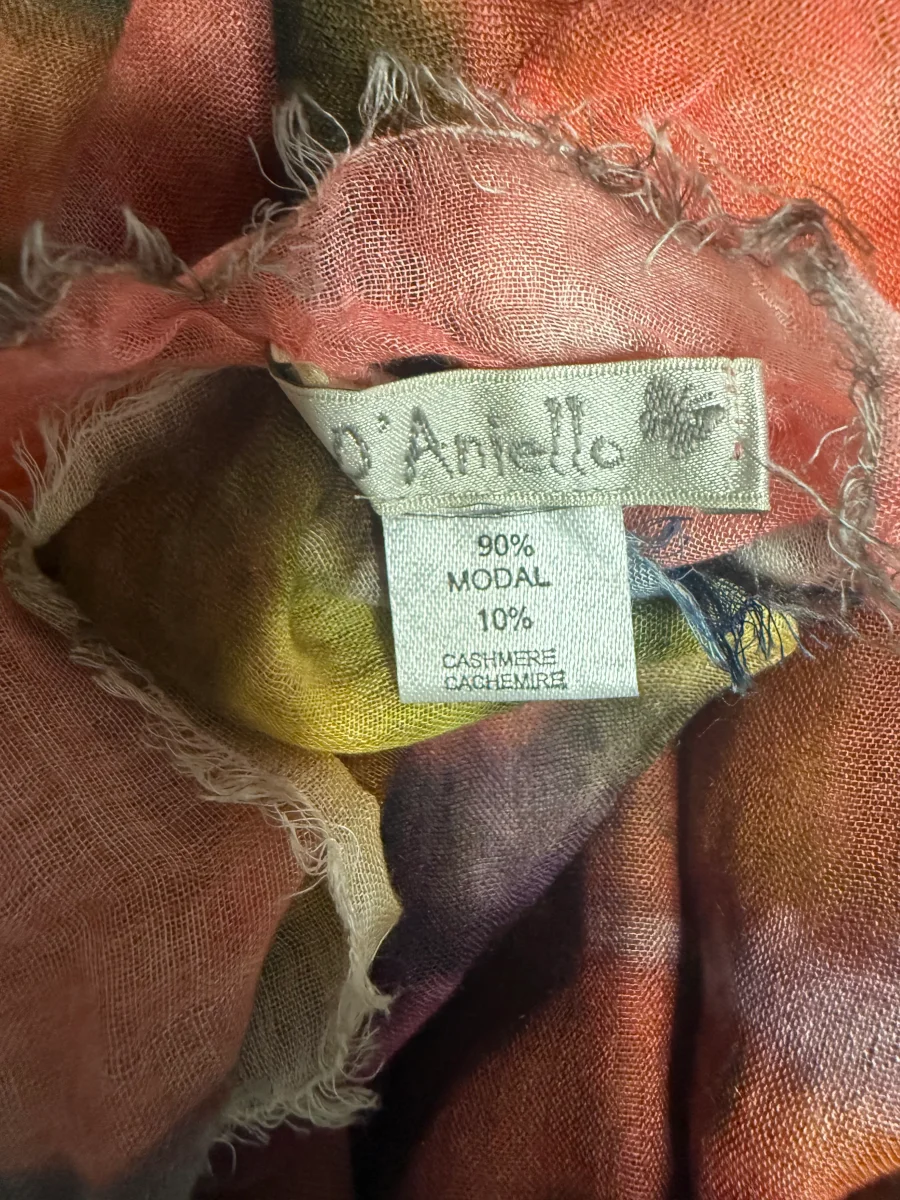 D'Aniello
90%
MODAL
10%
CASHMERE
CACHEMIRE